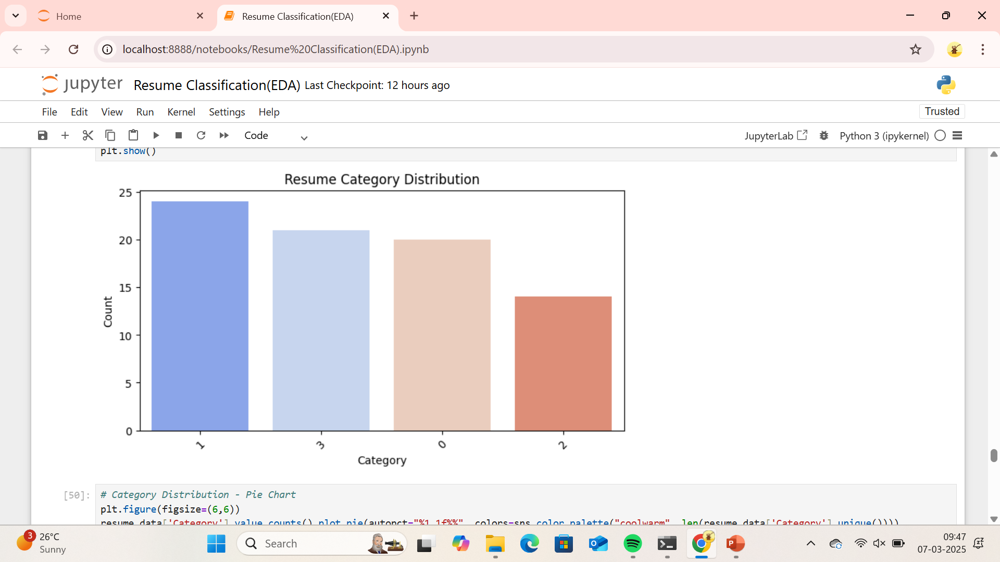 Home
Resume Classification(EDA)
localhost:8888/notebooks/Resume%20Classification(EDA).ipynb
jupyter Resume Classification(EDA) Last Checkpoint: 12 hours ago
File Edit View Run Kernel Settings Help
Trusted
Code
JupyterLab Python 3 (ipykernel)
plt.show()
Resume Category Distribution
25
20
15
10
5
0
Count
1 3 0 2
Category
[50]:
# Category Distribution - Pie Chart
plt.figure(figsize=(6,6))
resume_data['Category'].value_counts().plot.pie(autopct="%1.1f%%", colors=sns.color_palette("coolwarm", len(resume_data['Category'].unique())))
3
26°C
Sunny
Search
09:47
07-03-2025